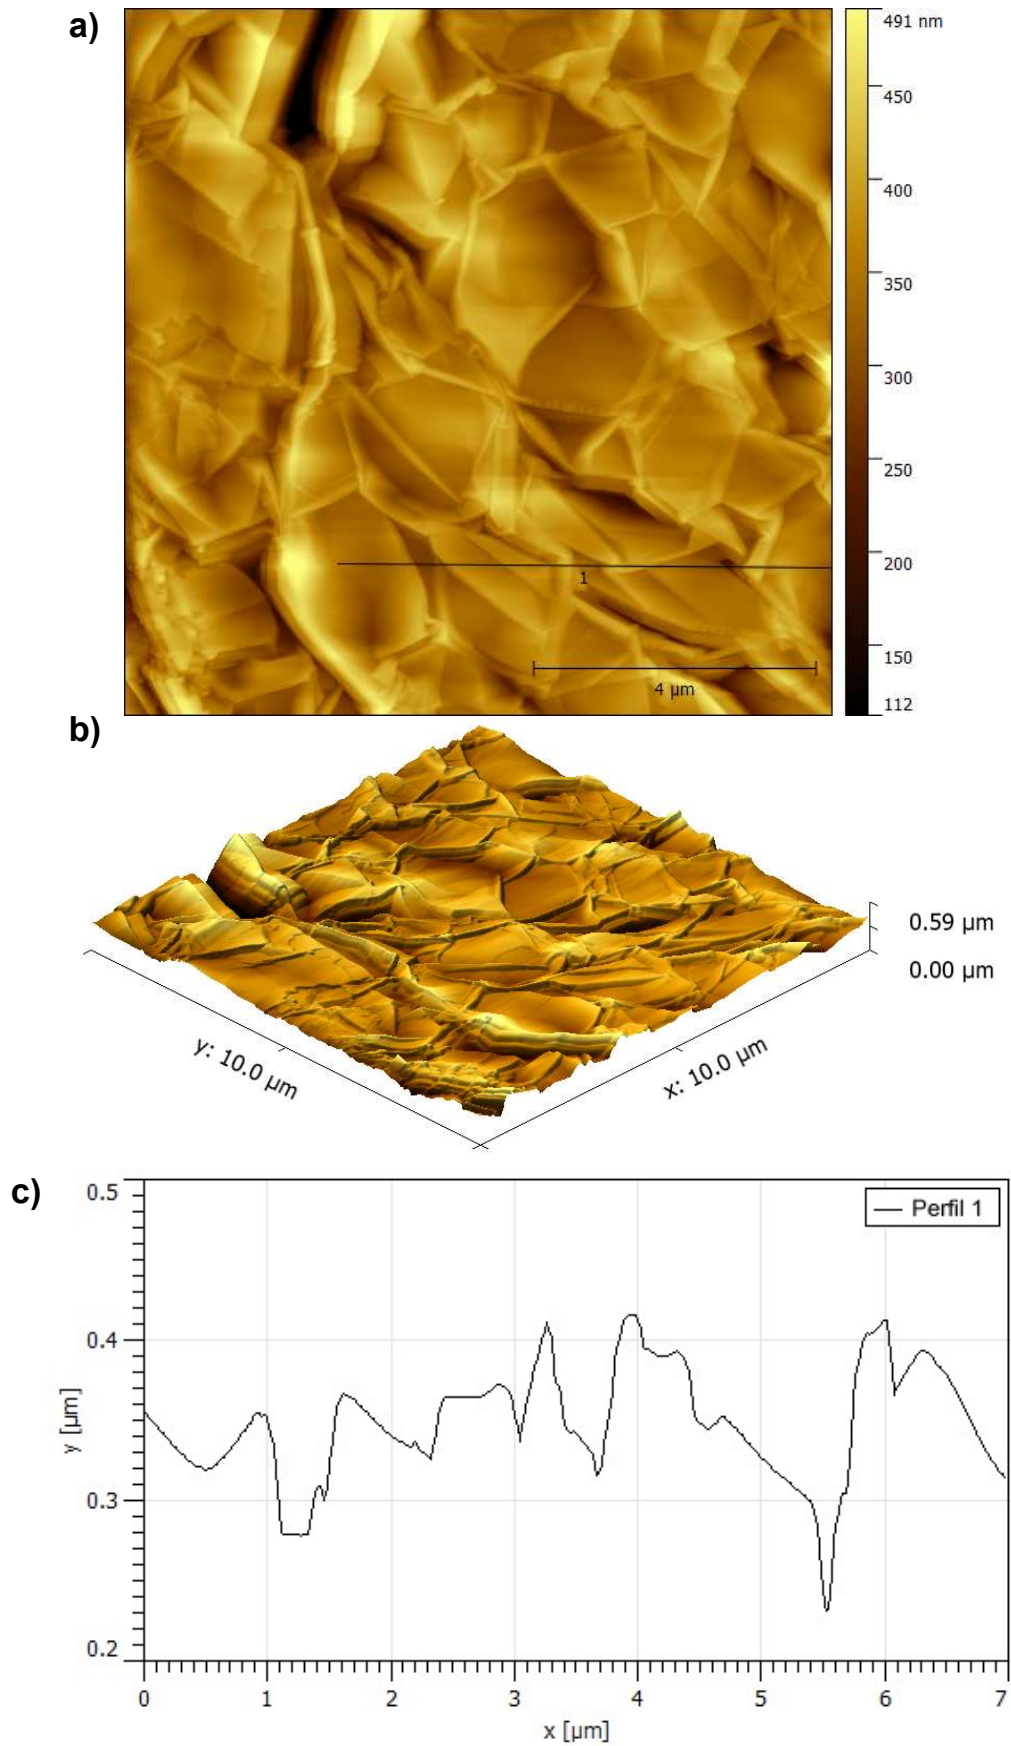 a)
491 nm
450
400
350
300
250
200
150
112
1
4 µm
b)
0.59 µm
0.00 µm
y: 10.0 µm
x: 10.0 µm
c)
Perfil 1
0.5
0.4
0.3
0.2
y [µm]
0 1 2 3 4 5 6 7
x [µm]